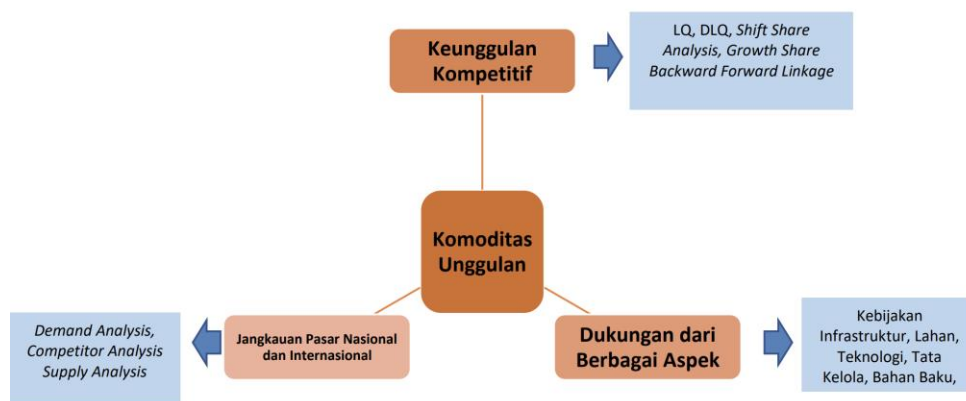 Keunggulan
Kompetitif
LQ, DLQ, Shift Share
Analysis, Growth Share
Backward Forward Linkage
Komoditas
Unggulan
Demand Analysis,
Competitor Analysis
Supply Analysis
Jangkauan Pasar Nasional
dan Internasional
Dukungan dari
Berbagai Aspek
Kebijakan
Infrastruktur, Lahan,
Teknologi, Tata
Kelola, Bahan Baku,